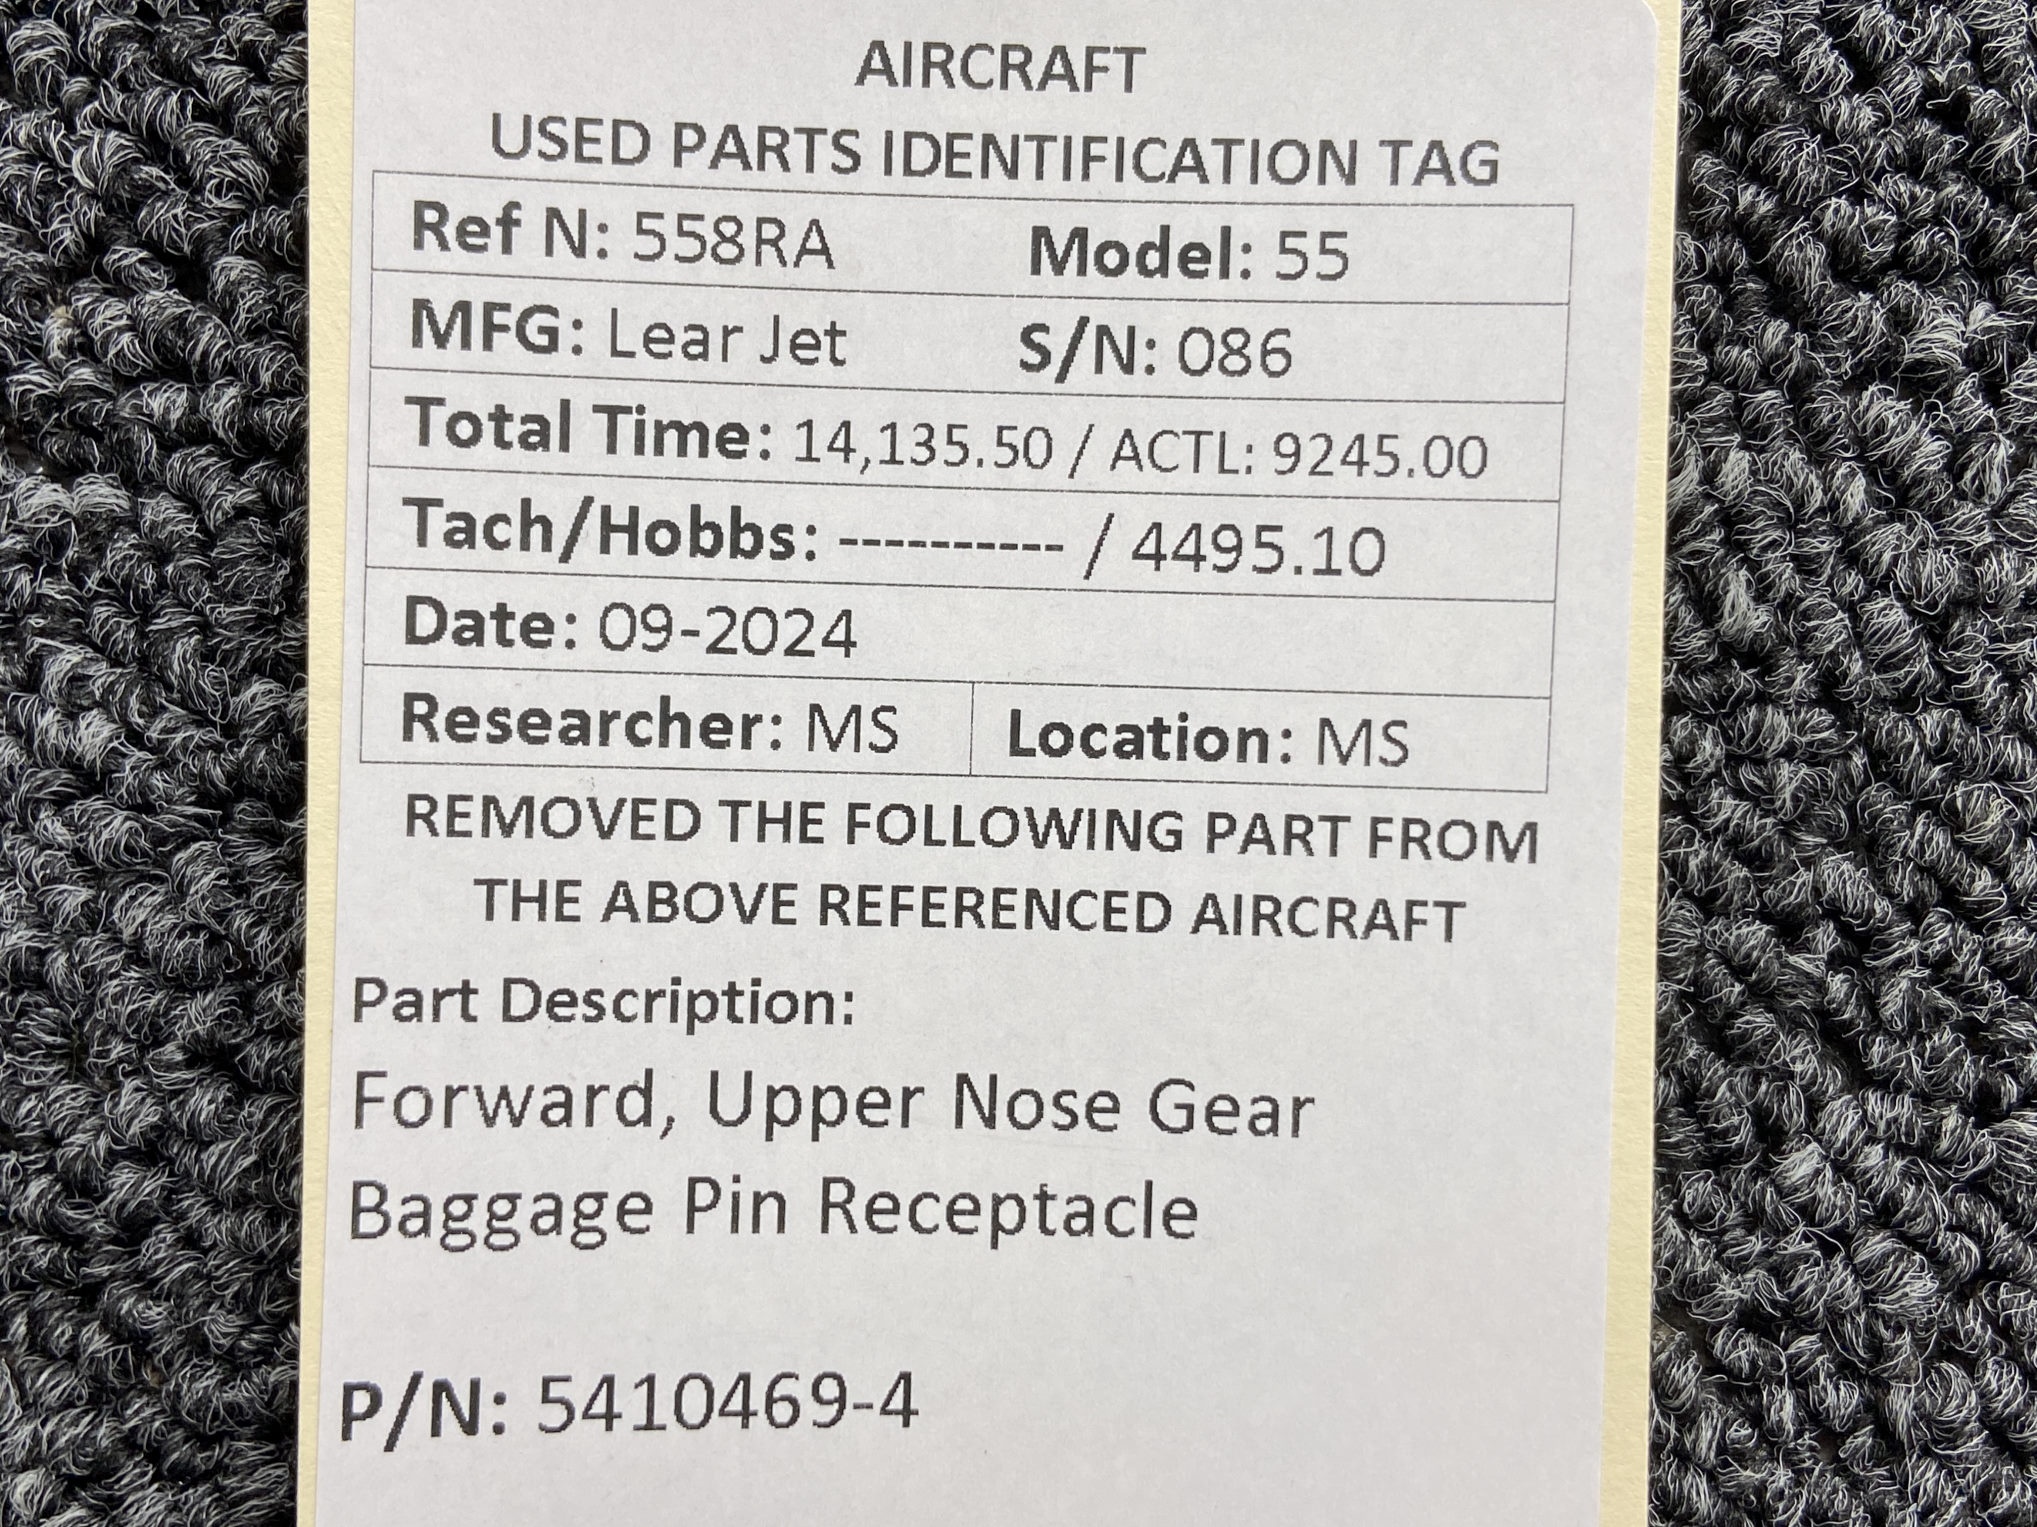 AIRCRAFT
USED PARTS IDENTIFICATION TAG
Ref N: 558RA Model: 55
MFG: Lear Jet S/N: 086
Total Time: 14,135.50 / ACTL: 9245.00
Tach/Hobbs: ---------- / 4495.10
Date: 09-2024
Researcher: MS Location: MS
REMOVED THE FOLLOWING PART FROM
THE ABOVE REFERENCED AIRCRAFT
Part Description:
Forward, Upper Nose Gear
Baggage Pin Receptacle
P/N: 5410469-4